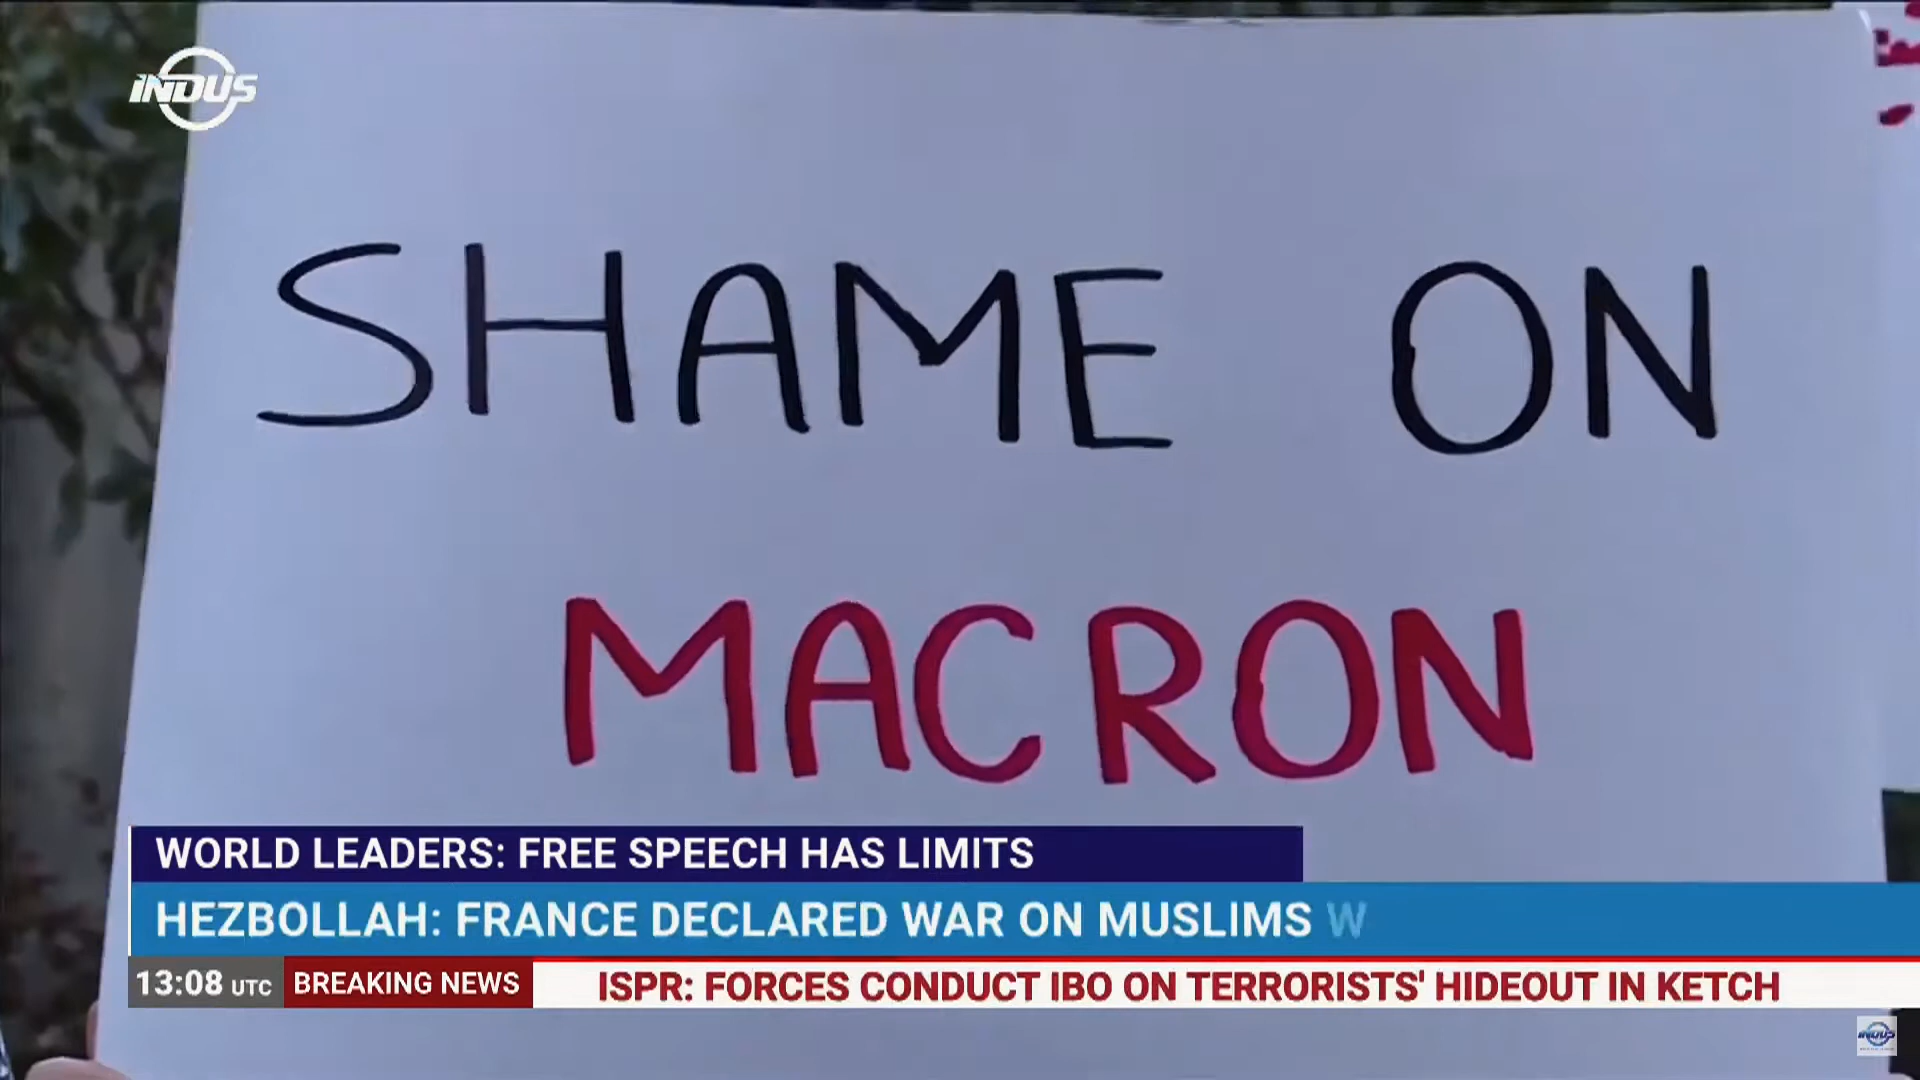 INDUS
SHAME ON
MACRON
WORLD LEADERS: FREE SPEECH HAS LIMITS
HEZBOLLAH: FRANCE DECLARED WAR ON MUSLIMS W
13:08 UTC BREAKING NEWS ISPR: FORCES CONDUCT IBO ON TERRORISTS' HIDEOUT IN KETCH
INDUS